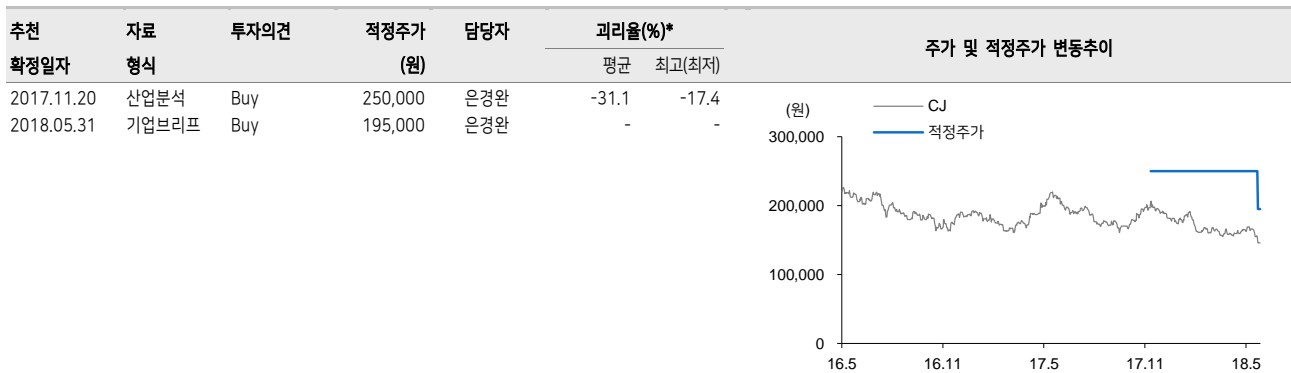 추천 자료 투자의견 적정주가 담당자 괴리율(%)* 주가 및 적정주가 변동추이
확정일자 형식 (원) 평균 최고(최저)
2017.11.20 산업분석 Buy 250,000 은경완 -31.1 -17.4
2018.05.31 기업브리프 Buy 195,000 은경완 - -
(원)
CJ
적정주가
300,000
200,000
100,000
0
16.5 16.11 17.5 17.11 18.5